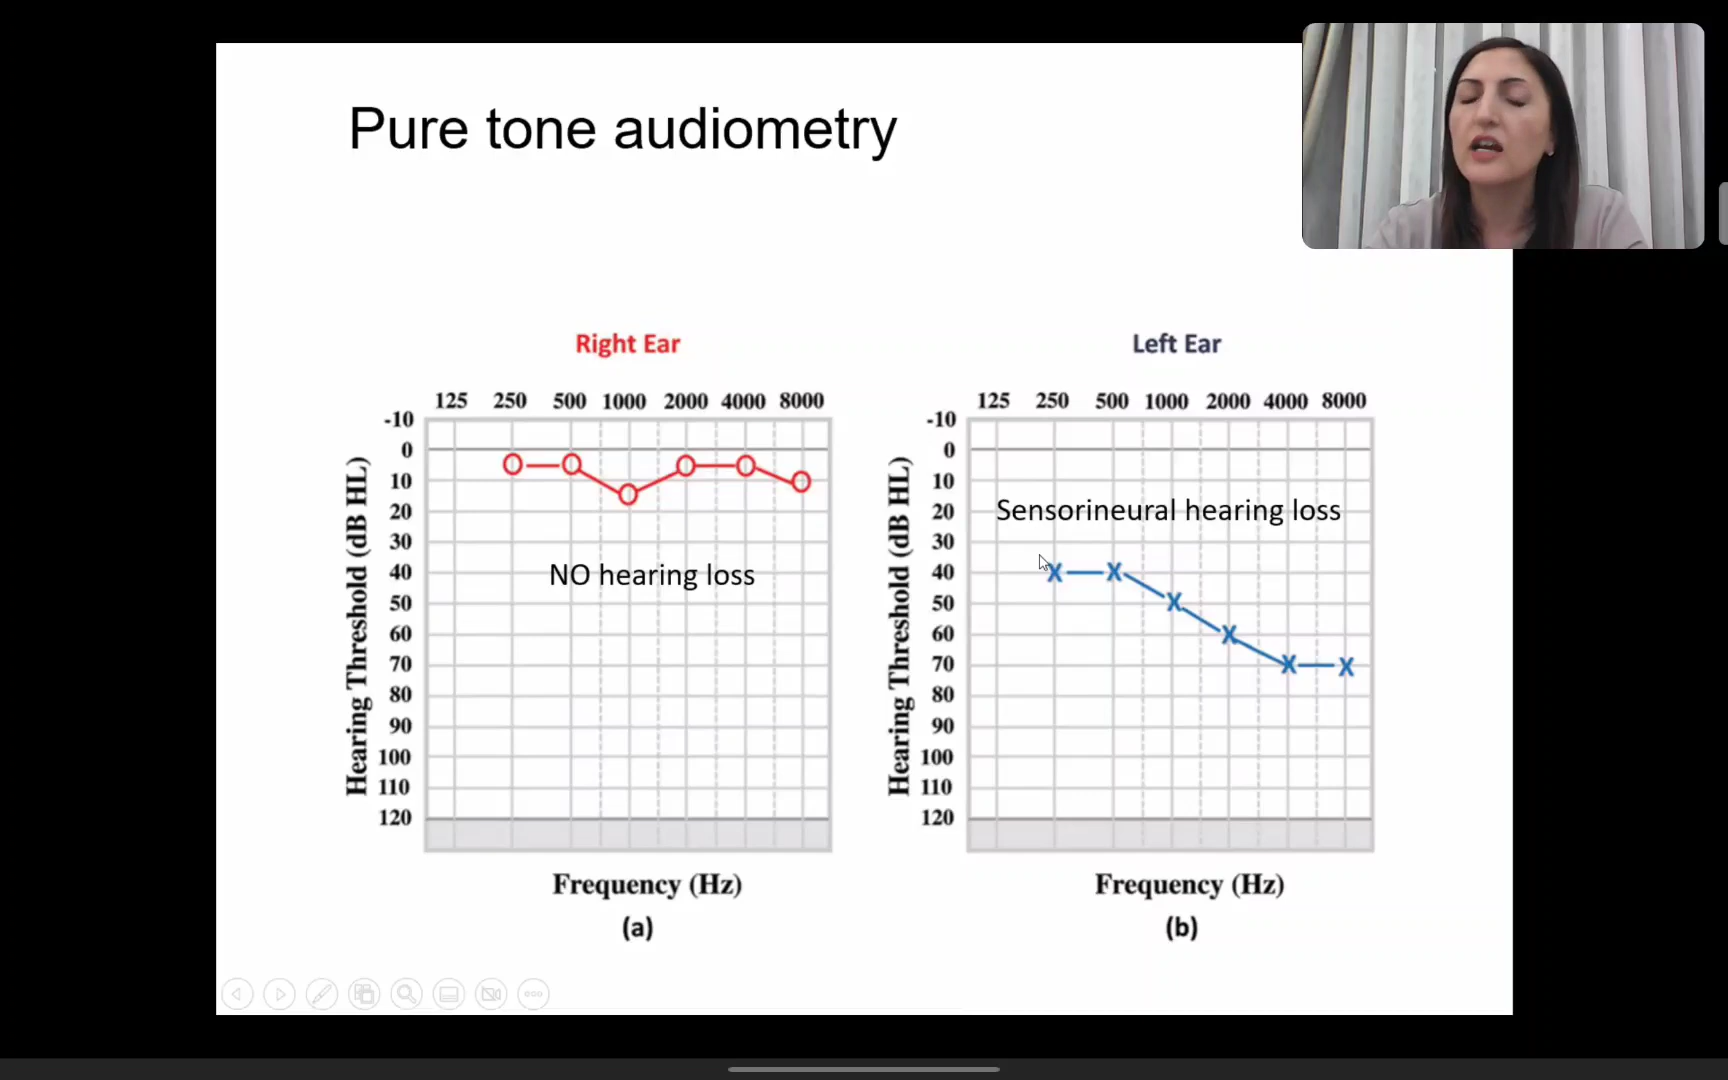 Pure tone audiometry
Right Ear
125 250 500 1000 2000 4000 8000
-10
0
10
20
30
40
50
60
70
80
90
100
110
120
Hearing Threshold (dB HL)
NO hearing loss
Frequency (Hz)
(a)
Left Ear
125 250 500 1000 2000 4000 8000
-10
0
10
20
30
40
50
60
70
80
90
100
110
120
Hearing Threshold (dB HL)
Sensorineural hearing loss
Frequency (Hz)
(b)